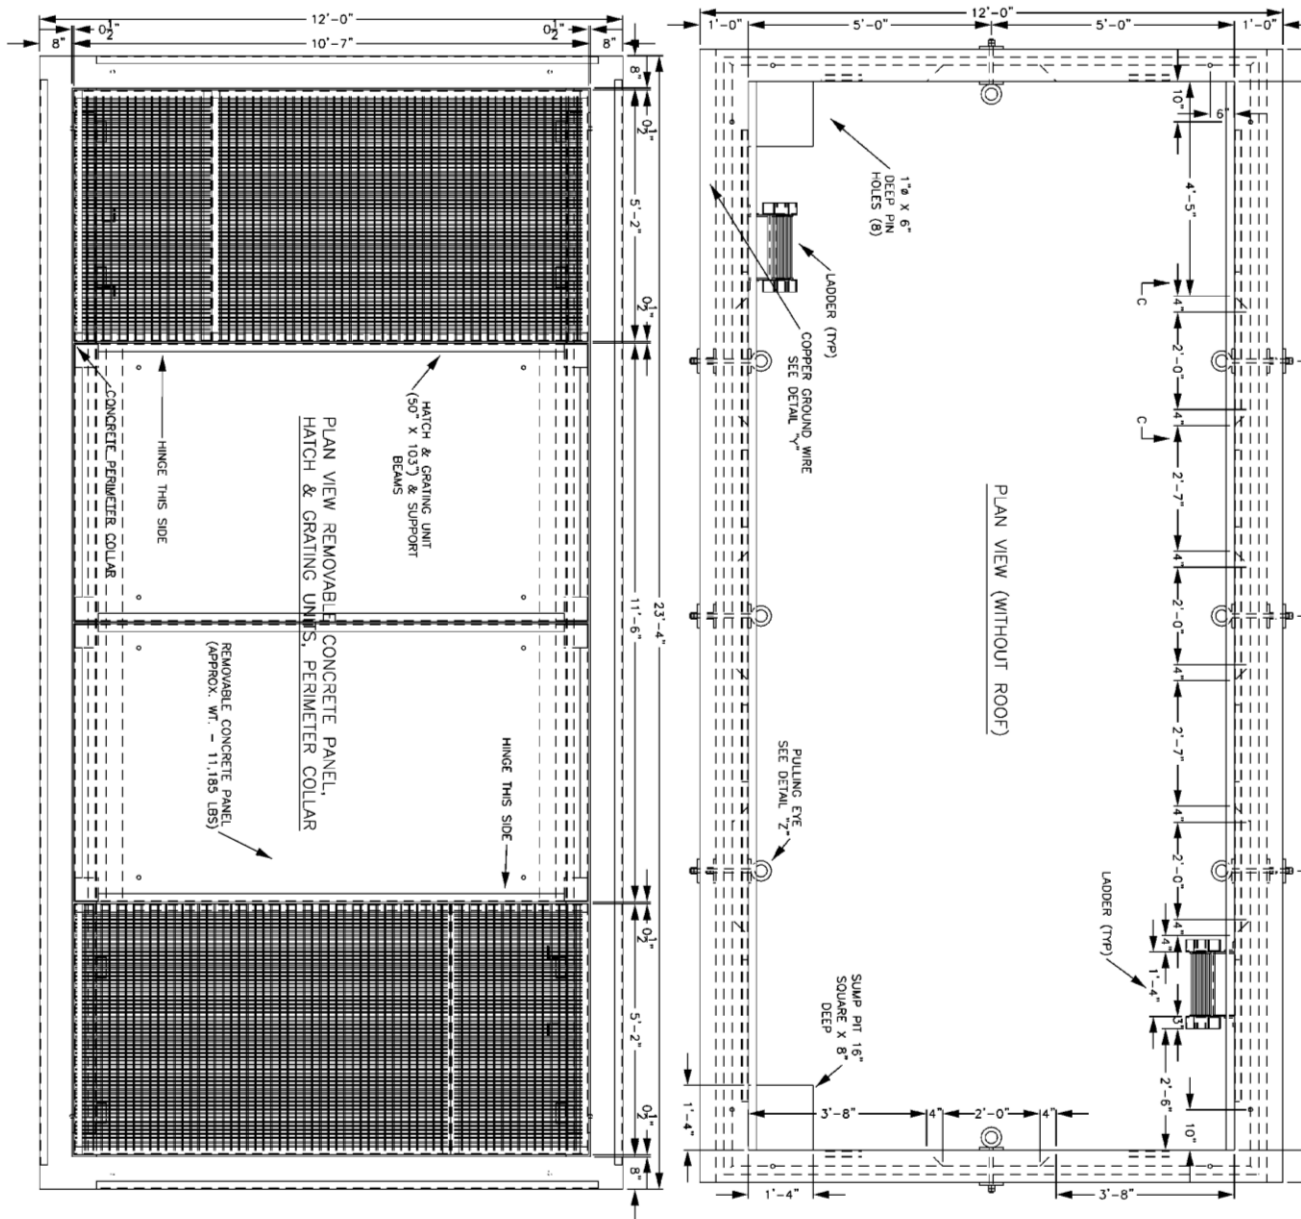 12'-0"
8"
0½"
10'-7"
0½"
8"
8"
0½"
5'-2"
0½"
23'-4"
11'-6"
0½"
5'-2"
0½"
8"
CONCRETE PERIMETER COLLAR
HINGE THIS SIDE
HATCH & GRATING UNIT
(50" X 103") & SUPPORT
BEAMS
PLAN VIEW REMOVABLE CONCRETE PANEL,
HATCH & GRATING UNITS, PERIMETER COLLAR
REMOVABLE CONCRETE PANEL
(APPROX. WT. - 11,185 LBS)
HINGE THIS SIDE
12'-0"
1'-0"
5'-0"
5'-0"
1'-0"
10"
6"
4'-5"
1"ø X 6"
DEEP PIN
HOLES (8)
LADDER (TYP)
COPPER GROUND WIRE
SEE DETAIL "Y"
C
C
4"
2'-0"
4"
2'-7"
4"
2'-0"
4"
2'-7"
4"
2'-0"
4"
4"
1'-4"
3"
2'-6"
10"
PLAN VIEW (WITHOUT ROOF)
PULLING EYE
SEE DETAIL "Z"
LADDER (TYP)
SUMP PIT 16"
SQUARE X 8"
DEEP
1'-4"
3'-8"
4"
2'-0"
4"
1'-4"
3'-8"